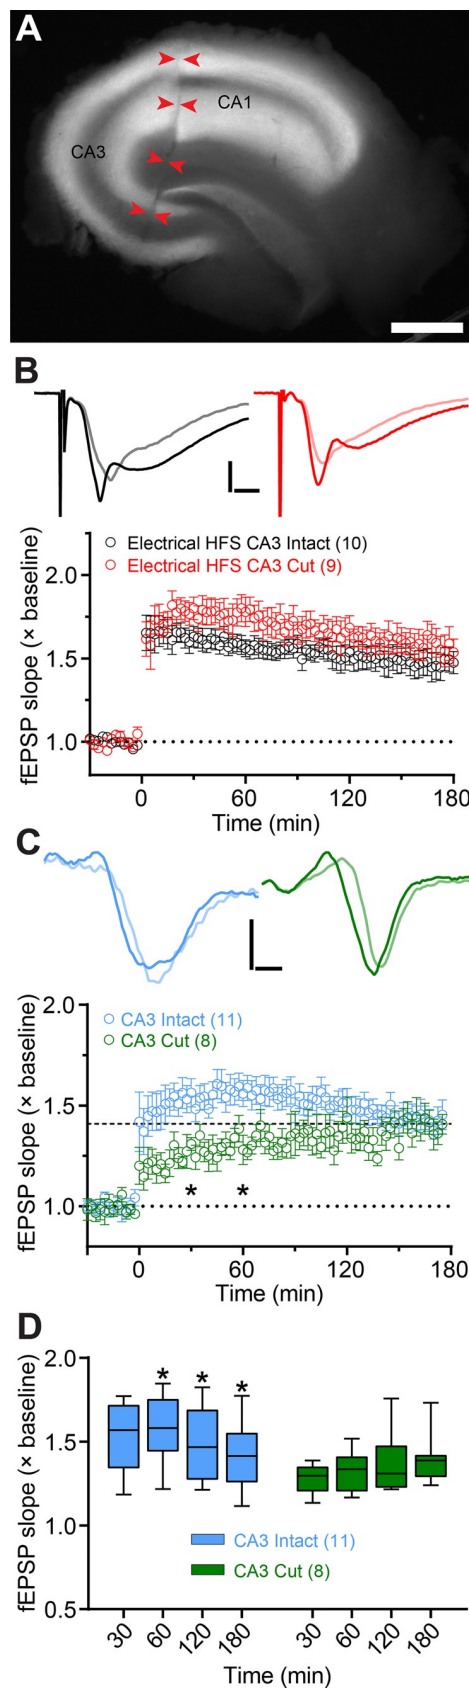 A
CA1
CA3
B
Electrical HFS CA3 Intact (10)
Electrical HFS CA3 Cut (9)
fEPSP slope (× baseline)
2.0
1.5
1.0
0 60 120 180
Time (min)
C
CA3 Intact (11)
CA3 Cut (8)
fEPSP slope (× baseline)
2.0
1.5
1.0
* *
0 60 120 180
Time (min)
D
fEPSP slope (× baseline)
2.0
1.5
1.0
0.5
* * *
CA3 Intact (11)
CA3 Cut (8)
30 60 120 180 30 60 120 180
Time (min)